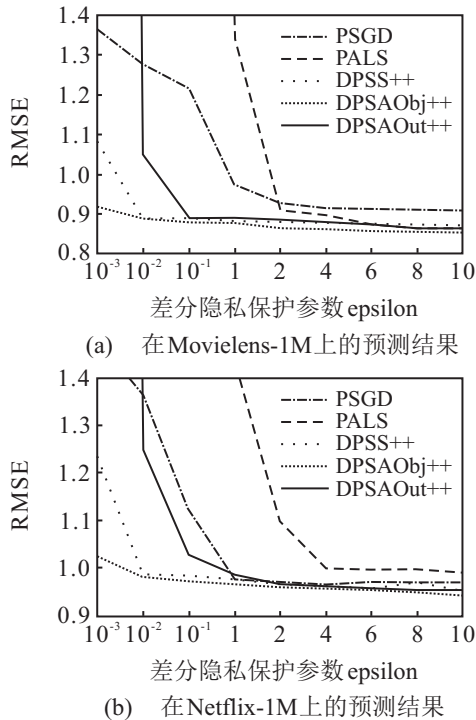 1.4
1.3
1.2
1.1
1.0
0.9
0.8
RMSE
PSGD
PALS
DPSS++
DPSAObj++
DPSAOut++
10⁻³ 10⁻² 10⁻¹ 1 2 4 6 8 10
差分隐私保护参数epsilon
(a) 在Movielens-1M上的预测结果
1.4
1.3
1.2
1.1
1.0
0.9
RMSE
PSGD
PALS
DPSS++
DPSAObj++
DPSAOut++
10⁻³ 10⁻² 10⁻¹ 1 2 4 6 8 10
差分隐私保护参数epsilon
(b) 在Netflix-1M上的预测结果